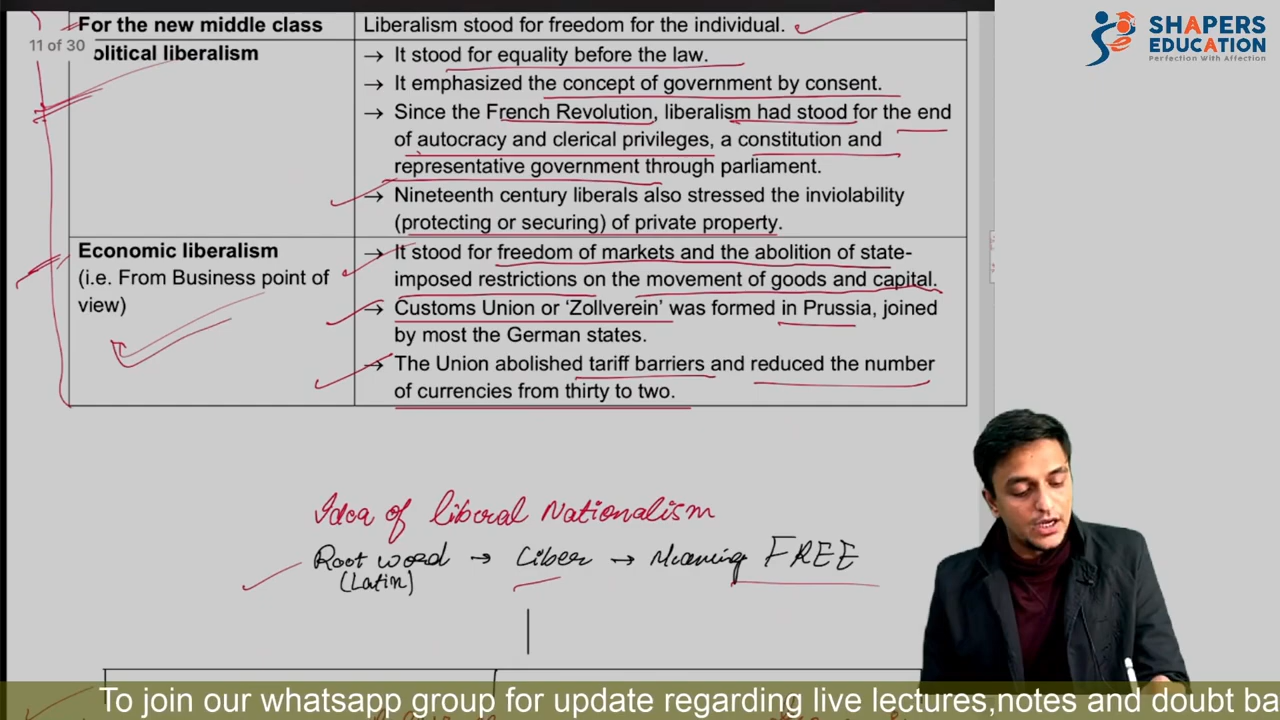 For the new middle class
Liberalism stood for freedom for the individual.
11 of 30
olitical liberalism
→ It stood for equality before the law.
→ It emphasized the concept of government by consent.
→ Since the French Revolution, liberalism had stood for the end
of autocracy and clerical privileges, a constitution and
representative government through parliament.
→ Nineteenth century liberals also stressed the inviolability
(protecting or securing) of private property.
Economic liberalism
(i.e. From Business point of
view)
→ It stood for freedom of markets and the abolition of state-
imposed restrictions on the movement of goods and capital.
→ Customs Union or ‘Zollverein’ was formed in Prussia, joined
by most the German states.
→ The Union abolished tariff barriers and reduced the number
of currencies from thirty to two.
Idea of liberal Nationalism
Root word → Liber → Meaning FREE
(Latin)
SHAPERS
EDUCATION
Perfection With Affection
To join our whatsapp group for update regarding live lectures,notes and doubt ba